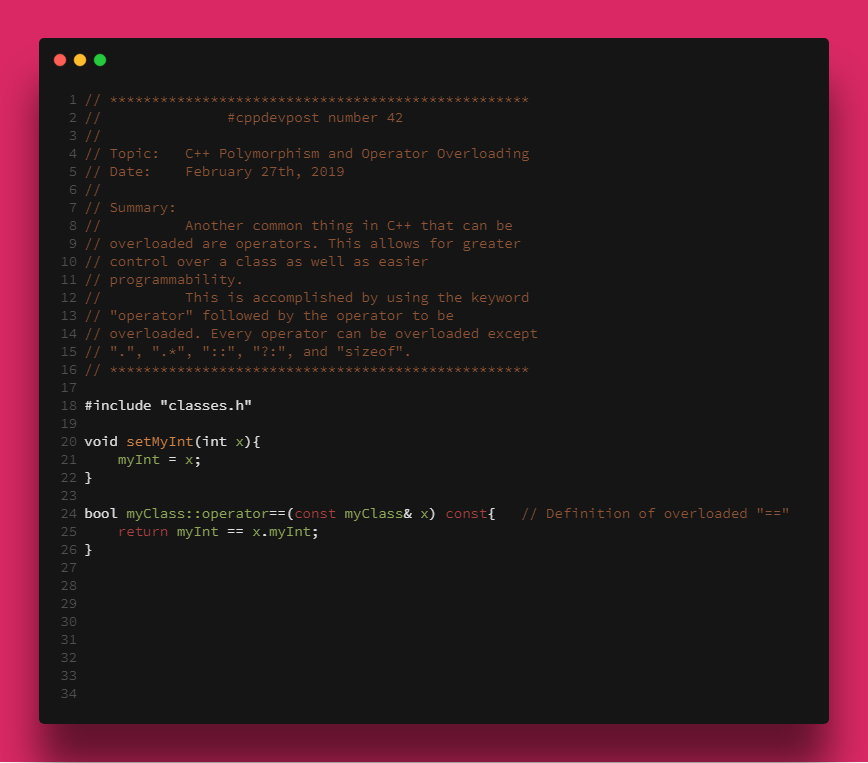 1 // **************************************************
2 //               #cppdevpost number 42
3 //
4 // Topic:   C++ Polymorphism and Operator Overloading
5 // Date:    February 27th, 2019
6 //
7 // Summary:
8 //          Another common thing in C++ that can be
9 // overloaded are operators. This allows for greater
10 // control over a class as well as easier
11 // programmability.
12 //          This is accomplished by using the keyword
13 // "operator" followed by the operator to be
14 // overloaded. Every operator can be overloaded except
15 // ".", ".*", "::", "?:", and "sizeof".
16 // **************************************************
17
18 #include "classes.h"
19
20 void setMyInt(int x){
21     myInt = x;
22 }
23
24 bool myClass::operator==(const myClass& x) const{   // Definition of overloaded "=="
25     return myInt == x.myInt;
26 }
27
28
29
30
31
32
33
34